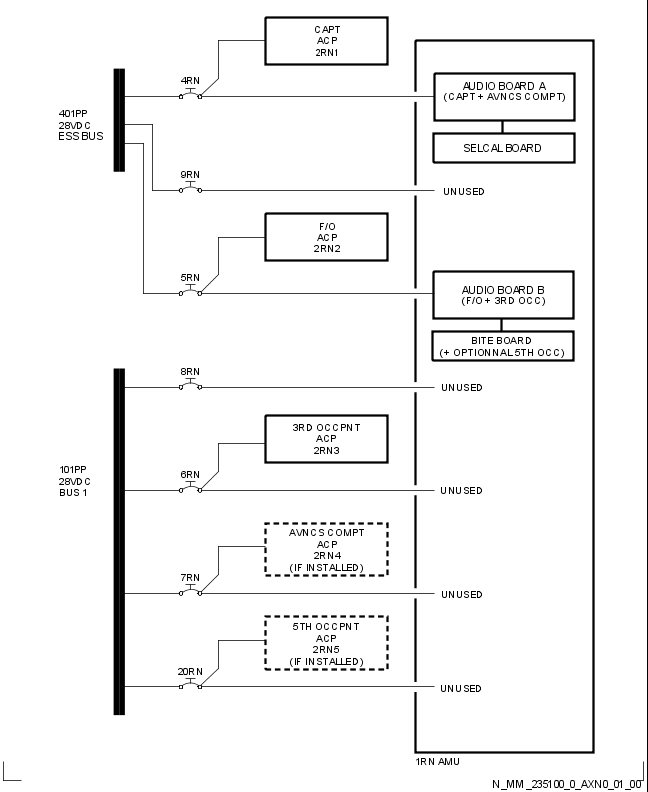 CAPT
ACP
2RN1
4RN
AUDIO BOARD A
(CAPT + AVNCS COMPT)
401PP
28VDC
ESS BUS
SELCAL BOARD
9RN
UNUSED
F/O
ACP
2RN2
5RN
AUDIO BOARD B
(F/O + 3RD OCC)
BITE BOARD
(+ OPTIONNAL 5TH OCC)
8RN
UNUSED
3RD OCCPNT
ACP
2RN3
101PP
28VDC
BUS 1
6RN
UNUSED
AVNCS COMPT
ACP
2RN4
(IF INSTALLED)
7RN
UNUSED
5TH OCCPNT
ACP
2RN5
(IF INSTALLED)
20RN
UNUSED
1RN AMU
N_MM_235100_0_AXN0_01_00